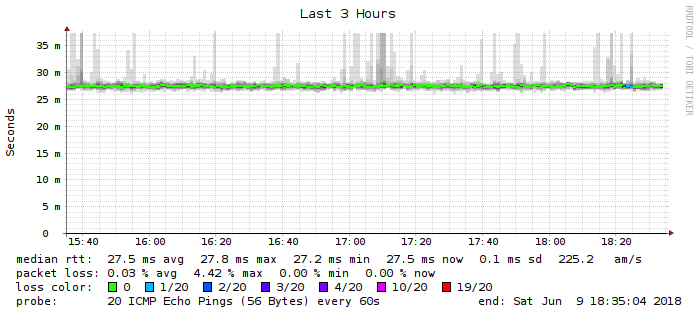 Last 3 Hours
RRDTOOL / TOBI OETIKER
Seconds
35 m
30 m
25 m
20 m
15 m
10 m
5 m
0
15:40 16:00 16:20 16:40 17:00 17:20 17:40 18:00 18:20
median rtt: 27.5 ms avg 27.8 ms max 27.2 ms min 27.5 ms now 0.1 ms sd 225.2 am/s
packet loss: 0.03 % avg 4.42 % max 0.00 % min 0.00 % now
loss color: 0 1/20 2/20 3/20 4/20 10/20 19/20
probe: 20 ICMP Echo Pings (56 Bytes) every 60s end: Sat Jun 9 18:35:04 2018